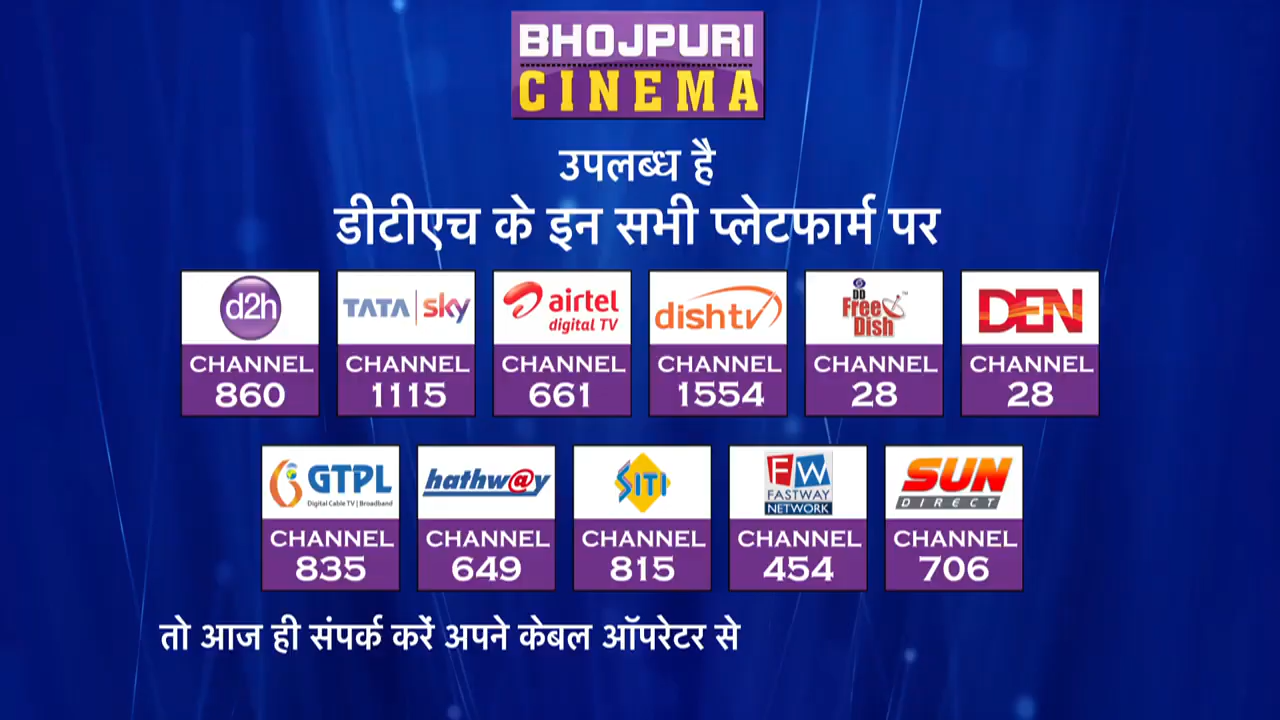 BHOJPURI
CINEMA
उपलब्ध है
डीटीएच के इन सभी प्लेटफार्म पर
d2h
CHANNEL
860
TATA sky
CHANNEL
1115
airtel
digital TV
CHANNEL
661
dishtv
CHANNEL
1554
DD
Free
Dish
CHANNEL
28
DEN
CHANNEL
28
GTPL
Digital Cable TV | Broadband
CHANNEL
835
hathw@y
CHANNEL
649
SITI
CHANNEL
815
FW
FASTWAY
NETWORK
CHANNEL
454
SUN
DIRECT
CHANNEL
706
तो आज ही संपर्क करें अपने केबल ऑपरेटर से